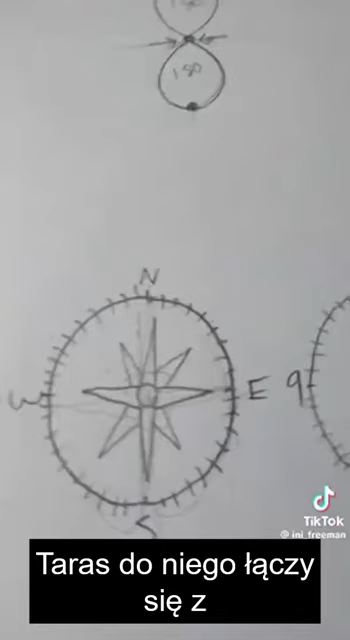 180
N
W
E
9
S
TikTok
@ini_freeman
Taras do niego łączy
się z